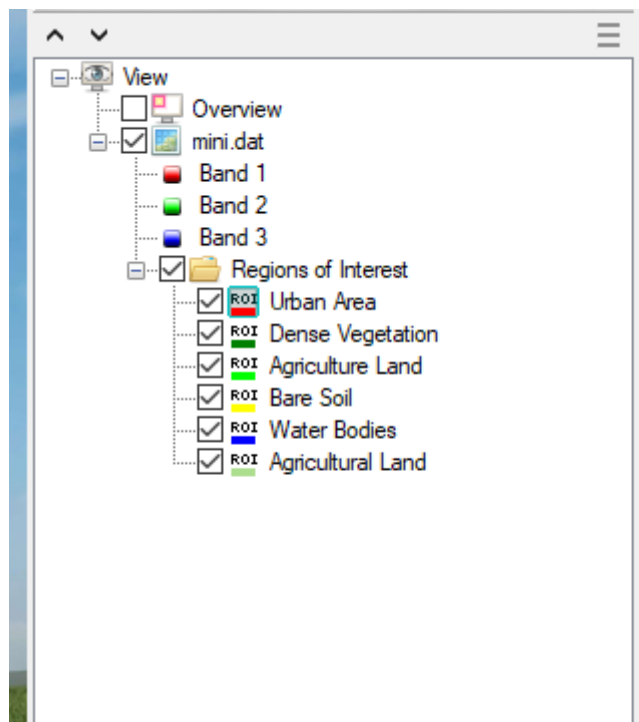 View
Overview
mini.dat
Band 1
Band 2
Band 3
Regions of Interest
ROI Urban Area
ROI Dense Vegetation
ROI Agriculture Land
ROI Bare Soil
ROI Water Bodies
ROI Agricultural Land